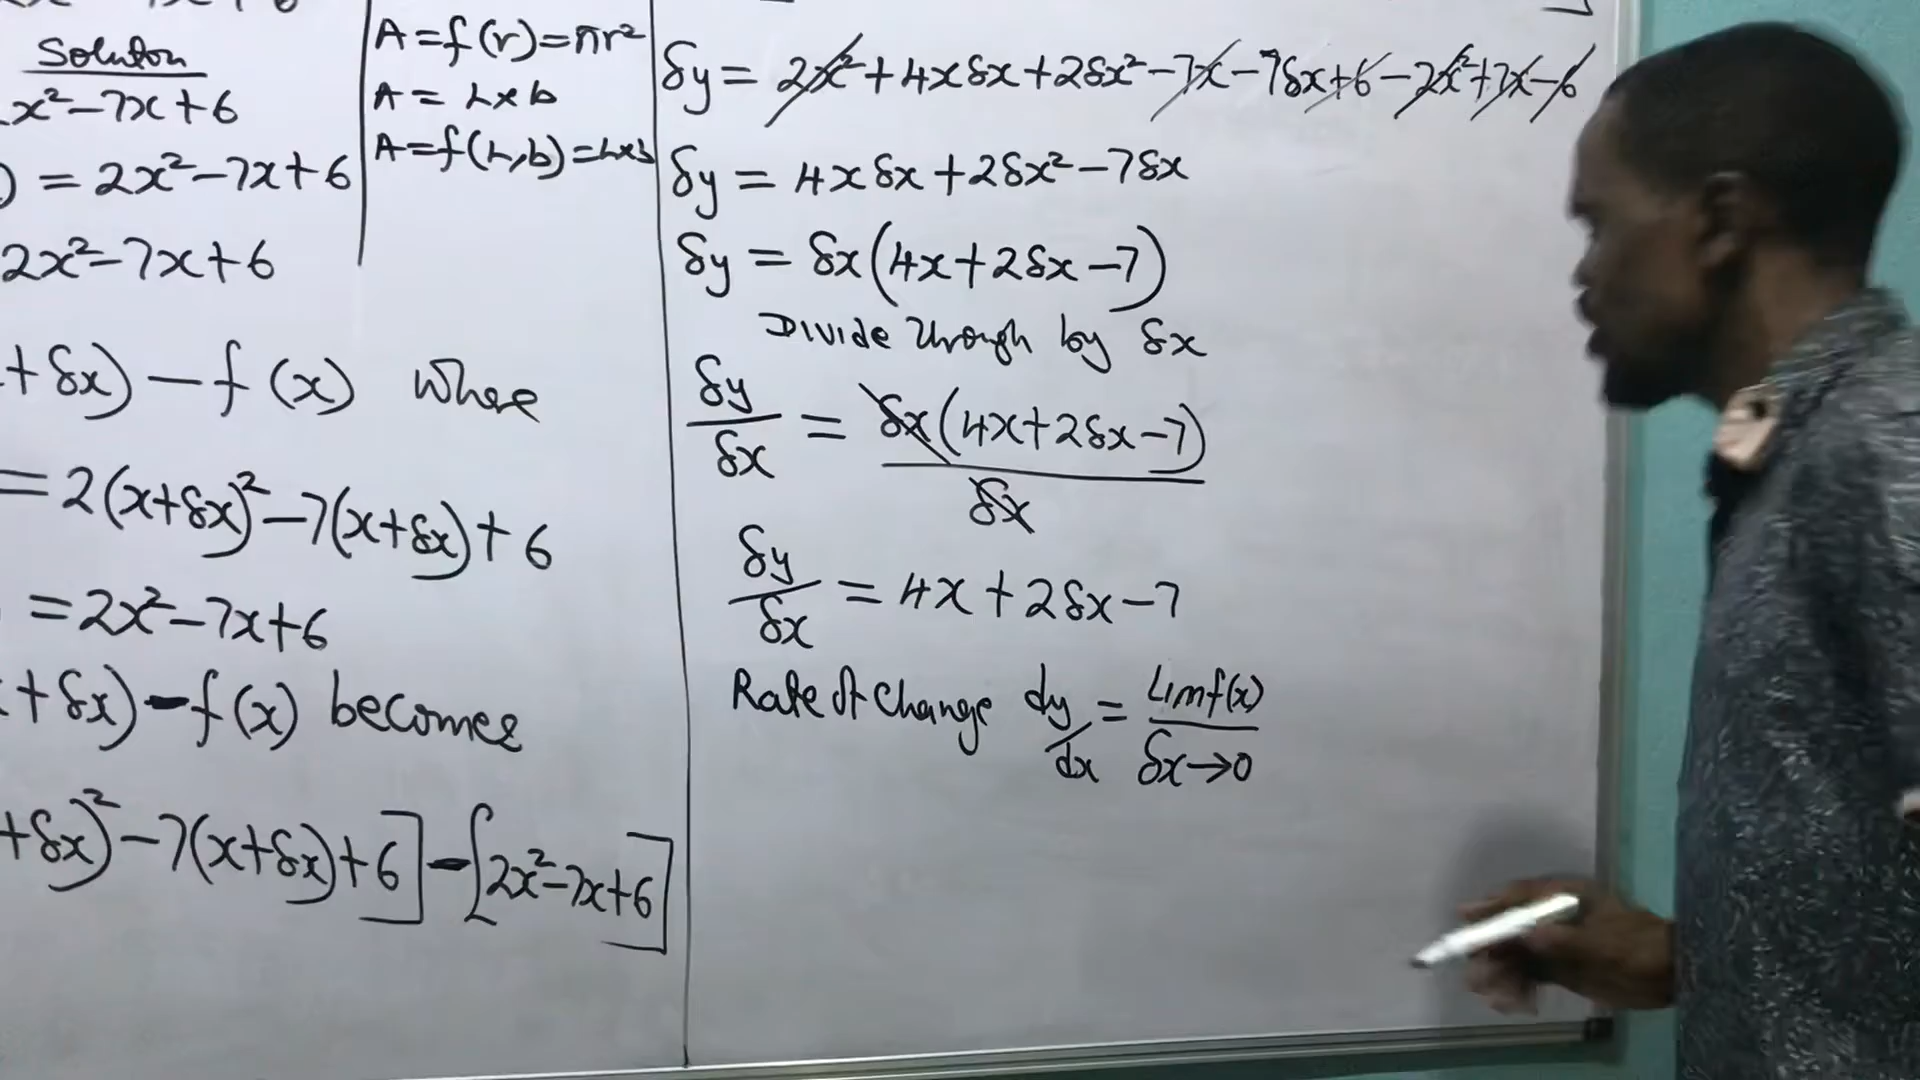 Solution
x²-7x+6
) = 2x²-7x+6
2x²-7x+6
+δx) - f(x) where
= 2(x+δx)²-7(x+δx)+6
= 2x²-7x+6
+δx) - f(x) becomes
+δx)²-7(x+δx)+6] - [2x²-7x+6]
A = f(r) = πr²
A = L×b
A = f(L,b) = L×b
δy = 2x²+4xδx+2δx²-7x-7δx+6-2x²+7x-6
δy = 4xδx+2δx²-7δx
δy = δx(4x+2δx-7)
Divide through by δx
δy/δx = δx(4x+2δx-7)/δx
δy/δx = 4x+2δx-7
Rate of Change dy/dx = Lim f(x)/δx→0